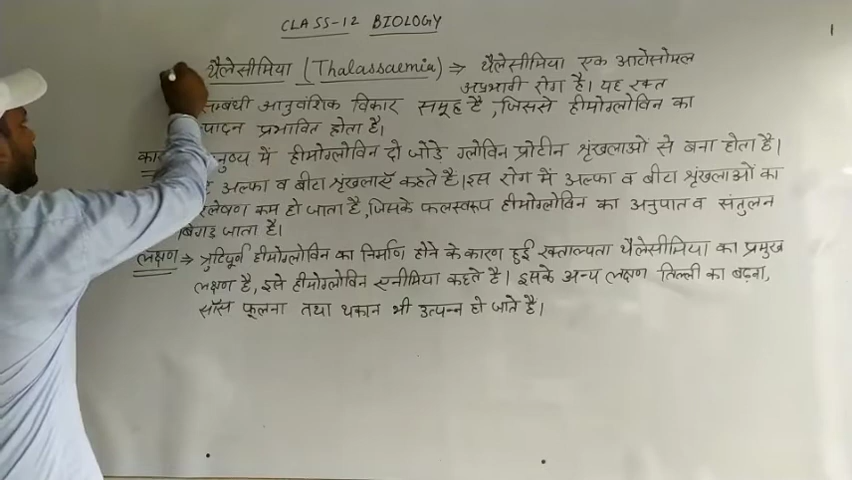 CLASS-12 BIOLOGY
1
थैलेसीमिया (Thalassaemia) ⇒ थैलेसीमिया एक आटोसोमल
अप्रभावी रोग है। यह रक्त
सम्बधी आनुवंशिक विकार समूह है, जिससे हीमोग्लोविन का
पादन प्रभावित होता है।
में हीमोग्लोविन दो जोड़े ग्लोविन प्रोटीन श्रृंखलाओं से बना होता है।
अल्फा व बीटा श्रृंखलाएँ कहते है। इस रोग में अल्फा व बीटा श्रृंखलाओं का
कम हो जाता है, जिसके फलस्वरूप हीमोग्लोविन का अनुपात व संतुलन
बिगड़ जाता है।
लक्षण ⇒ त्रुटिपूर्ण हीमोग्लोविन का निर्माण होने के कारण हुई रक्ताल्पता थैलेसीमिया का प्रमुख
लक्षण है, इसे हीमोग्लोविन एनीमिया कहते है। इसके अन्य लक्षण तिल्ली का बढ़ना,
साँस फूलना तथा थकान भी उत्पन्न हो जाते है।